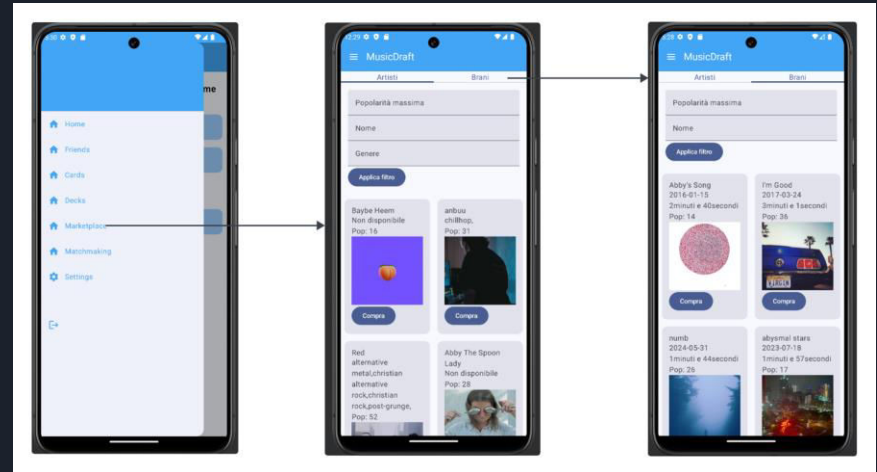 me
Home
Friends
Cards
Decks
Marketplace
Matchmaking
Settings
12:29
MusicDraft
Artisti
Brani
Popolarità massima
Nome
Genere
Applica filtro
Baybe Heem
Non disponibile
Pop: 16
Compra
anbuu
chillhop,
Pop: 31
Compra
Red
alternative
metal,christian
alternative
rock,christian
rock,post-grunge,
Pop: 52
Abby The Spoon
Lady
Non disponibile
Pop: 28
MusicDraft
Artisti
Brani
Popolarità massima
Nome
Applica filtro
Abby's Song
2016-01-15
2minuti e 40secondi
Pop: 14
Compra
I'm Good
2017-03-24
3minuti e 1secondi
Pop: 36
Compra
numb
2024-05-31
1minuti e 44secondi
Pop: 26
abysmal stars
2023-07-18
1minuti e 57secondi
Pop: 17